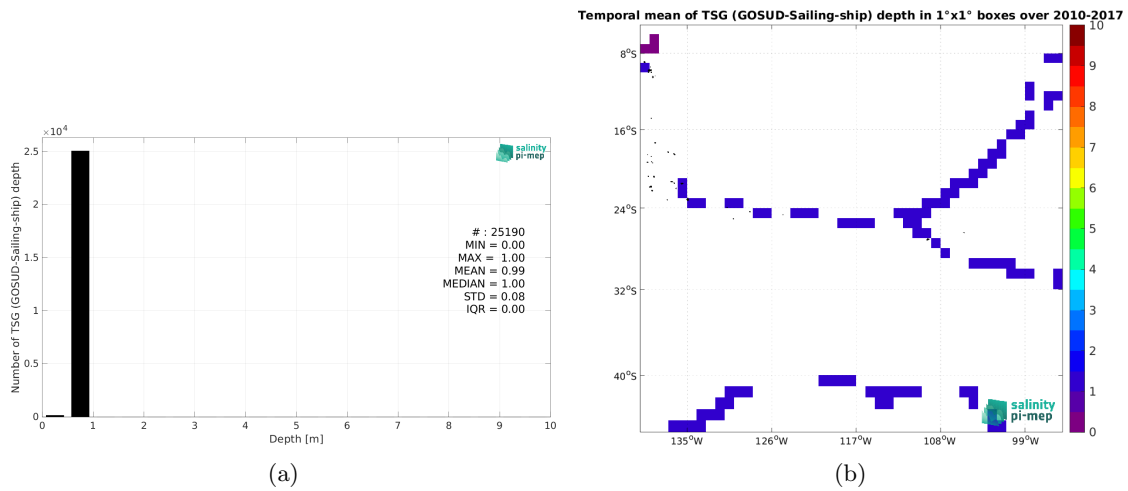 ×10⁴
2.5
2
1.5
1
0.5
0
0 1 2 3 4 5 6 7 8 9 10
Number of TSG (GOSUD-Sailing-ship) depth
Depth [m]
salinity
pi-mep
# : 25190
MIN = 0.00
MAX = 1.00
MEAN = 0.99
MEDIAN = 1.00
STD = 0.08
IQR = 0.00
(a)
Temporal mean of TSG (GOSUD-Sailing-ship) depth in 1°x1° boxes over 2010-2017
8°S
16°S
24°S
32°S
40°S
135°W 126°W 117°W 108°W 99°W
salinity
pi-mep
10
9
8
7
6
5
4
3
2
1
0
(b)